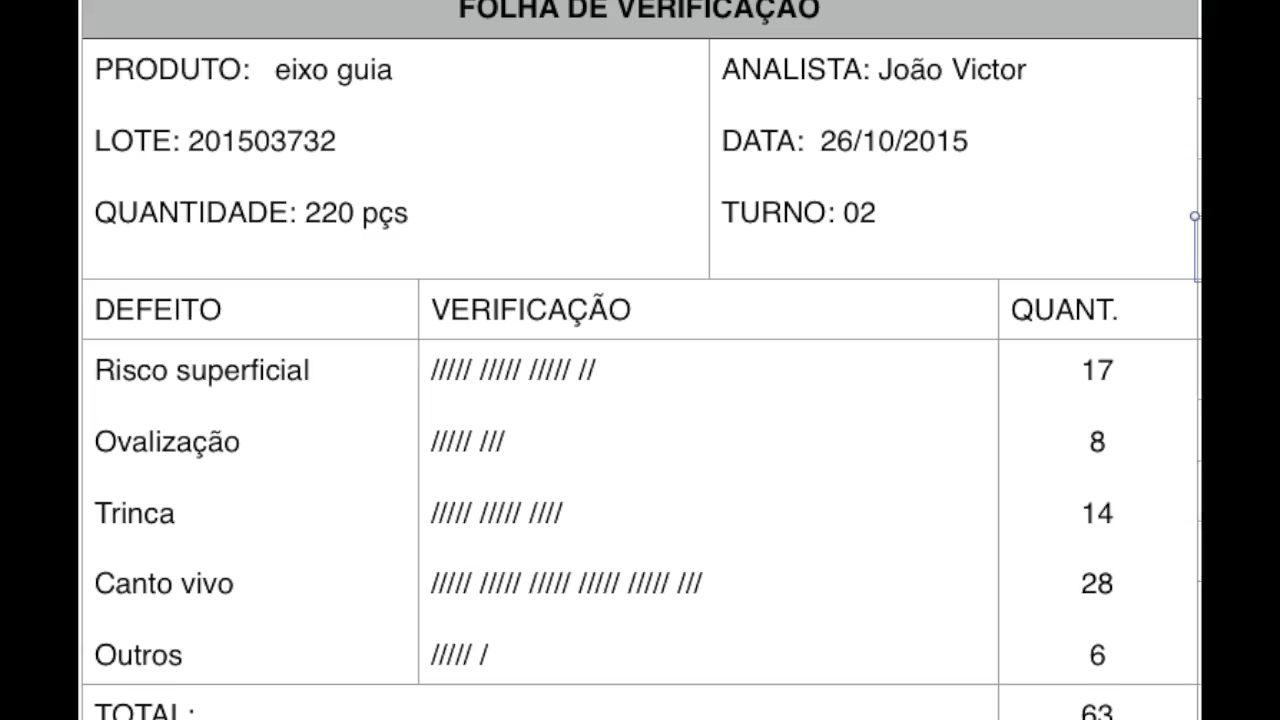 FOLHA DE VERIFICAÇÃO
PRODUTO: eixo guia
LOTE: 201503732
QUANTIDADE: 220 pçs
ANALISTA: João Victor
DATA: 26/10/2015
TURNO: 02
DEFEITO VERIFICAÇÃO QUANT.
Risco superficial ///// ///// ///// // 17
Ovalização ///// /// 8
Trinca ///// ///// //// 14
Canto vivo ///// ///// ///// ///// ///// /// 28
Outros ///// / 6
TOTAL: 63